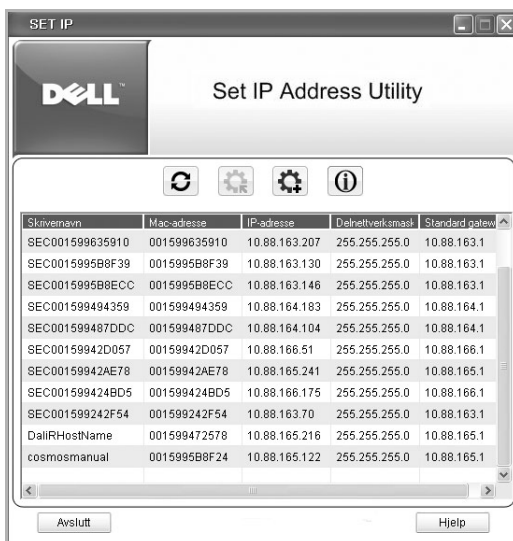 SET IP
DELL™
Set IP Address Utility
Skrivernavn Mac-adresse IP-adresse Delnettverksmask Standard gatew
SEC001599635910 001599635910 10.88.163.207 255.255.255.0 10.88.163.1
SEC0015995B8F39 0015995B8F39 10.88.163.130 255.255.255.0 10.88.163.1
SEC0015995B8ECC 0015995B8ECC 10.88.163.146 255.255.255.0 10.88.163.1
SEC001599494359 001599494359 10.88.164.183 255.255.255.0 10.88.164.1
SEC001599487DDC 001599487DDC 10.88.164.104 255.255.255.0 10.88.164.1
SEC00159942D057 00159942D057 10.88.166.51 255.255.255.0 10.88.166.1
SEC00159942AE78 00159942AE78 10.88.165.241 255.255.255.0 10.88.165.1
SEC001599424BD5 001599424BD5 10.88.166.175 255.255.255.0 10.88.166.1
SEC001599242F54 001599242F54 10.88.163.70 255.255.255.0 10.88.163.1
DaliRHostName 001599472578 10.88.165.216 255.255.255.0 10.88.165.1
cosmosmanual 0015995B8F24 10.88.165.122 255.255.255.0 10.88.165.1
Avslutt Hjelp